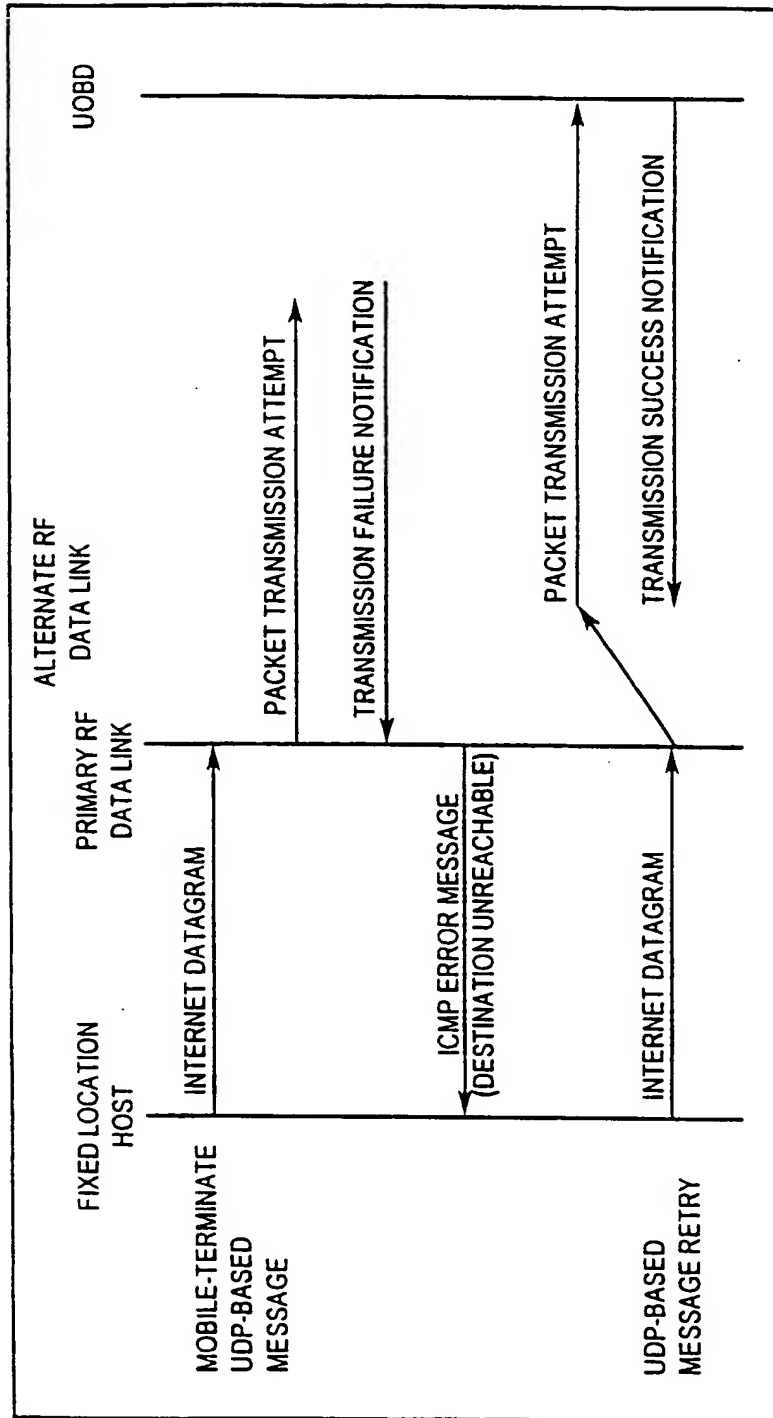 FIXED LOCATION
HOST
PRIMARY RF
DATA LINK
ALTERNATE RF
DATA LINK
UOBD
MOBILE-TERMINATE
UDP-BASED
MESSAGE
INTERNET DATAGRAM
PACKET TRANSMISSION ATTEMPT
TRANSMISSION FAILURE NOTIFICATION
ICMP ERROR MESSAGE
(DESTINATION UNREACHABLE)
UDP-BASED
MESSAGE RETRY
INTERNET DATAGRAM
PACKET TRANSMISSION ATTEMPT
TRANSMISSION SUCCESS NOTIFICATION